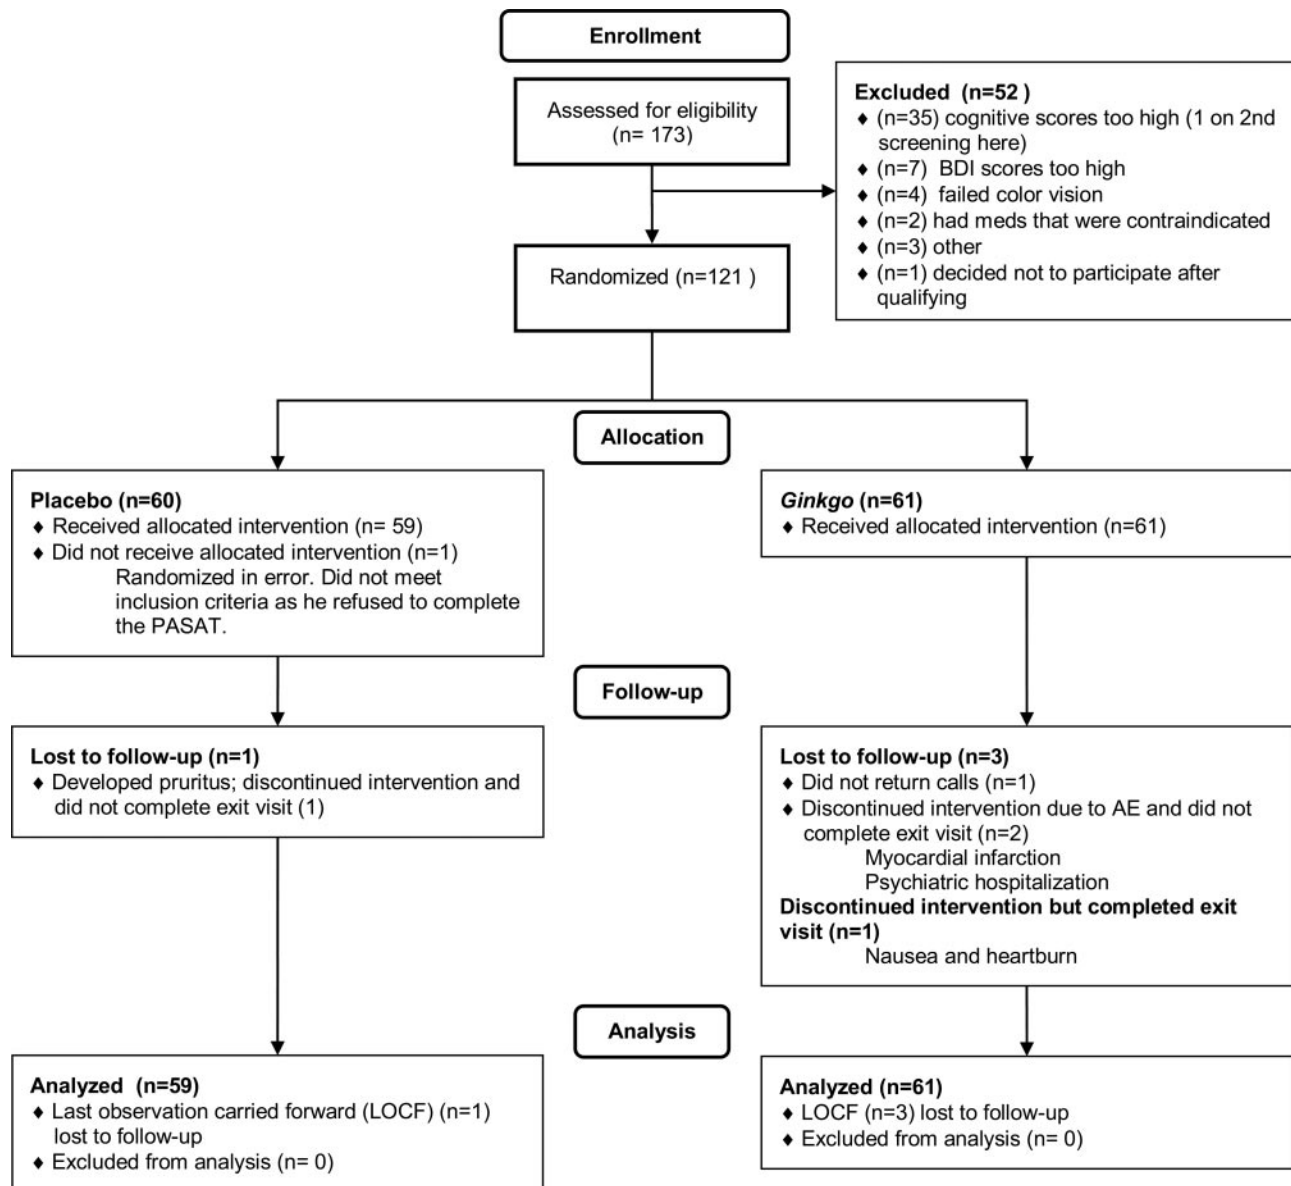 Enrollment
Assessed for eligibility
(n= 173)
Excluded (n=52 )
♦ (n=35) cognitive scores too high (1 on 2nd
screening here)
♦ (n=7) BDI scores too high
♦ (n=4) failed color vision
♦ (n=2) had meds that were contraindicated
♦ (n=3) other
♦ (n=1) decided not to participate after
qualifying
Randomized (n=121 )
Allocation
Placebo (n=60)
♦ Received allocated intervention (n= 59)
♦ Did not receive allocated intervention (n=1)
Randomized in error. Did not meet
inclusion criteria as he refused to complete
the PASAT.
Ginkgo (n=61)
♦ Received allocated intervention (n=61)
Follow-up
Lost to follow-up (n=1)
♦ Developed pruritus; discontinued intervention and
did not complete exit visit (1)
Lost to follow-up (n=3)
♦ Did not return calls (n=1)
♦ Discontinued intervention due to AE and did not
complete exit visit (n=2)
Myocardial infarction
Psychiatric hospitalization
Discontinued intervention but completed exit
visit (n=1)
Nausea and heartburn
Analysis
Analyzed (n=59)
♦ Last observation carried forward (LOCF) (n=1)
lost to follow-up
♦ Excluded from analysis (n= 0)
Analyzed (n=61)
♦ LOCF (n=3) lost to follow-up
♦ Excluded from analysis (n= 0)